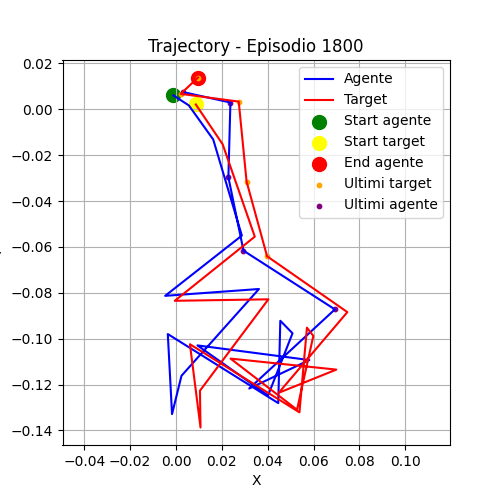 Trajectory - Episodio 1800
Agente
Target
Start agente
Start target
End agente
Ultimi target
Ultimi agente
0.02
0.00
−0.02
−0.04
−0.06
−0.08
−0.10
−0.12
−0.14
−0.04 −0.02 0.00 0.02 0.04 0.06 0.08 0.10
X